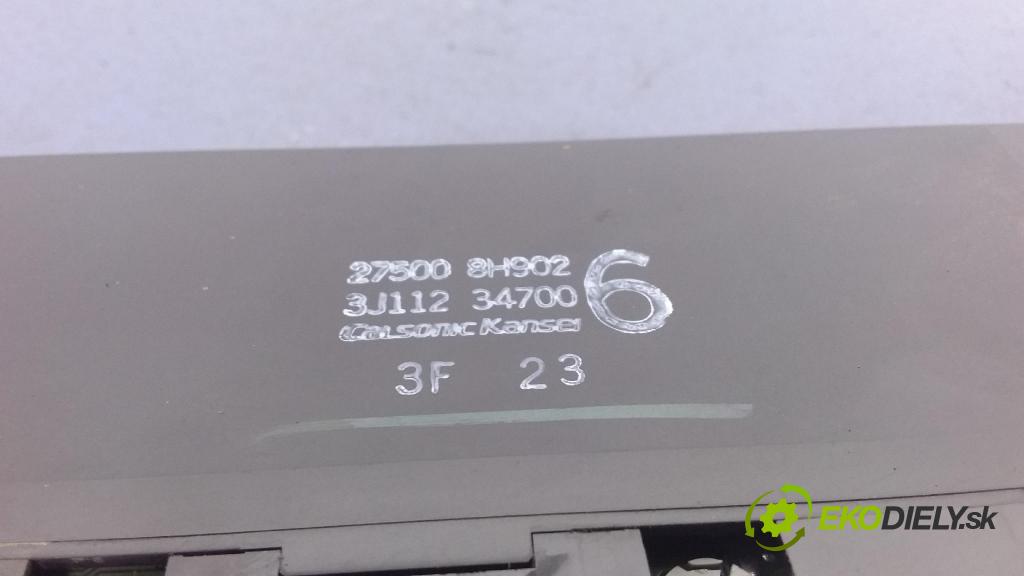 27500 8H902
3J112 34700
6
Calsonic Kansei
3F 23
EKODIELY.sk